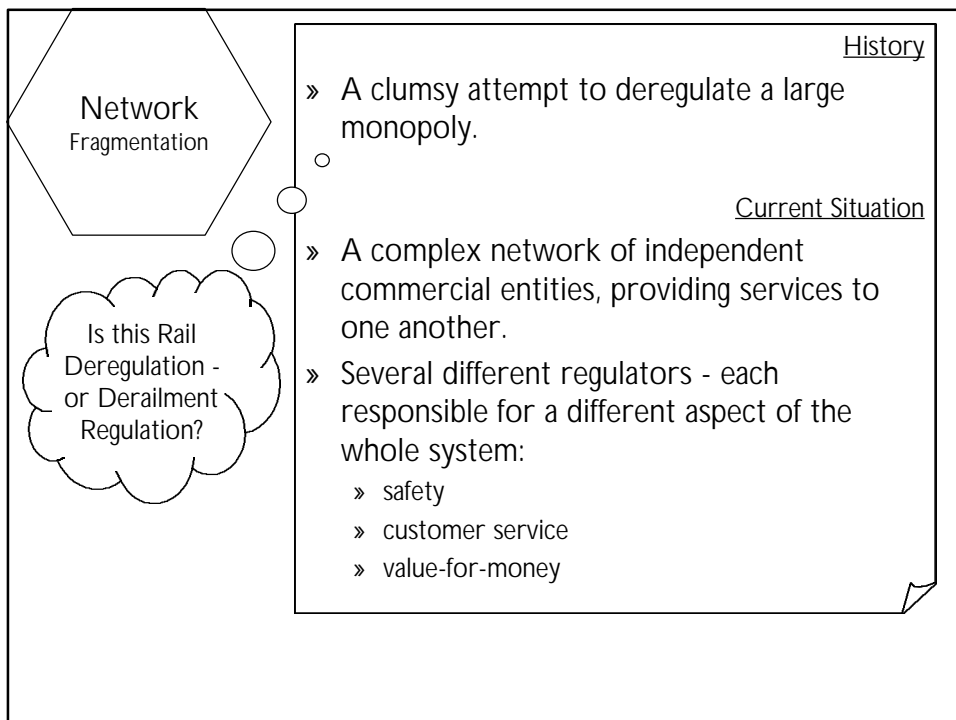 Network
Fragmentation
History
» A clumsy attempt to deregulate a large
monopoly.
Current Situation
» A complex network of independent
commercial entities, providing services to
one another.
» Several different regulators - each
responsible for a different aspect of the
whole system:
» safety
» customer service
» value-for-money
Is this Rail
Deregulation -
or Derailment
Regulation?